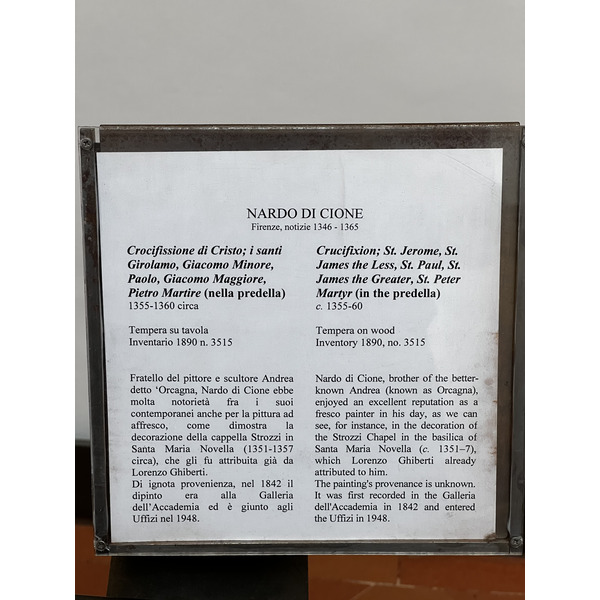 NARDO DI CIONE
Firenze, notizie 1346 - 1365
Crocifissione di Cristo; i santi
Girolamo, Giacomo Minore,
Paolo, Giacomo Maggiore,
Pietro Martire (nella predella)
1355-1360 circa
Tempera su tavola
Inventario 1890 n. 3515
Fratello del pittore e scultore Andrea
detto ‘Orcagna, Nardo di Cione ebbe
molta notorietà fra i suoi
contemporanei anche per la pittura ad
affresco, come dimostra la
decorazione della cappella Strozzi in
Santa Maria Novella (1351-1357
circa), che gli fu attribuita già da
Lorenzo Ghiberti.
Di ignota provenienza, nel 1842 il
dipinto era alla Galleria
dell’Accademia ed è giunto agli
Uffizi nel 1948.
Crucifixion; St. Jerome, St.
James the Less, St. Paul, St.
James the Greater, St. Peter
Martyr (in the predella)
c. 1355-60
Tempera on wood
Inventory 1890, no. 3515
Nardo di Cione, brother of the better-
known Andrea (known as Orcagna),
enjoyed an excellent reputation as a
fresco painter in his day, as we can
see, for instance, in the decoration of
the Strozzi Chapel in the basilica of
Santa Maria Novella (c. 1351–7),
which Lorenzo Ghiberti already
attributed to him.
The painting's provenance is unknown.
It was first recorded in the Galleria
dell'Accademia in 1842 and entered
the Uffizi in 1948.